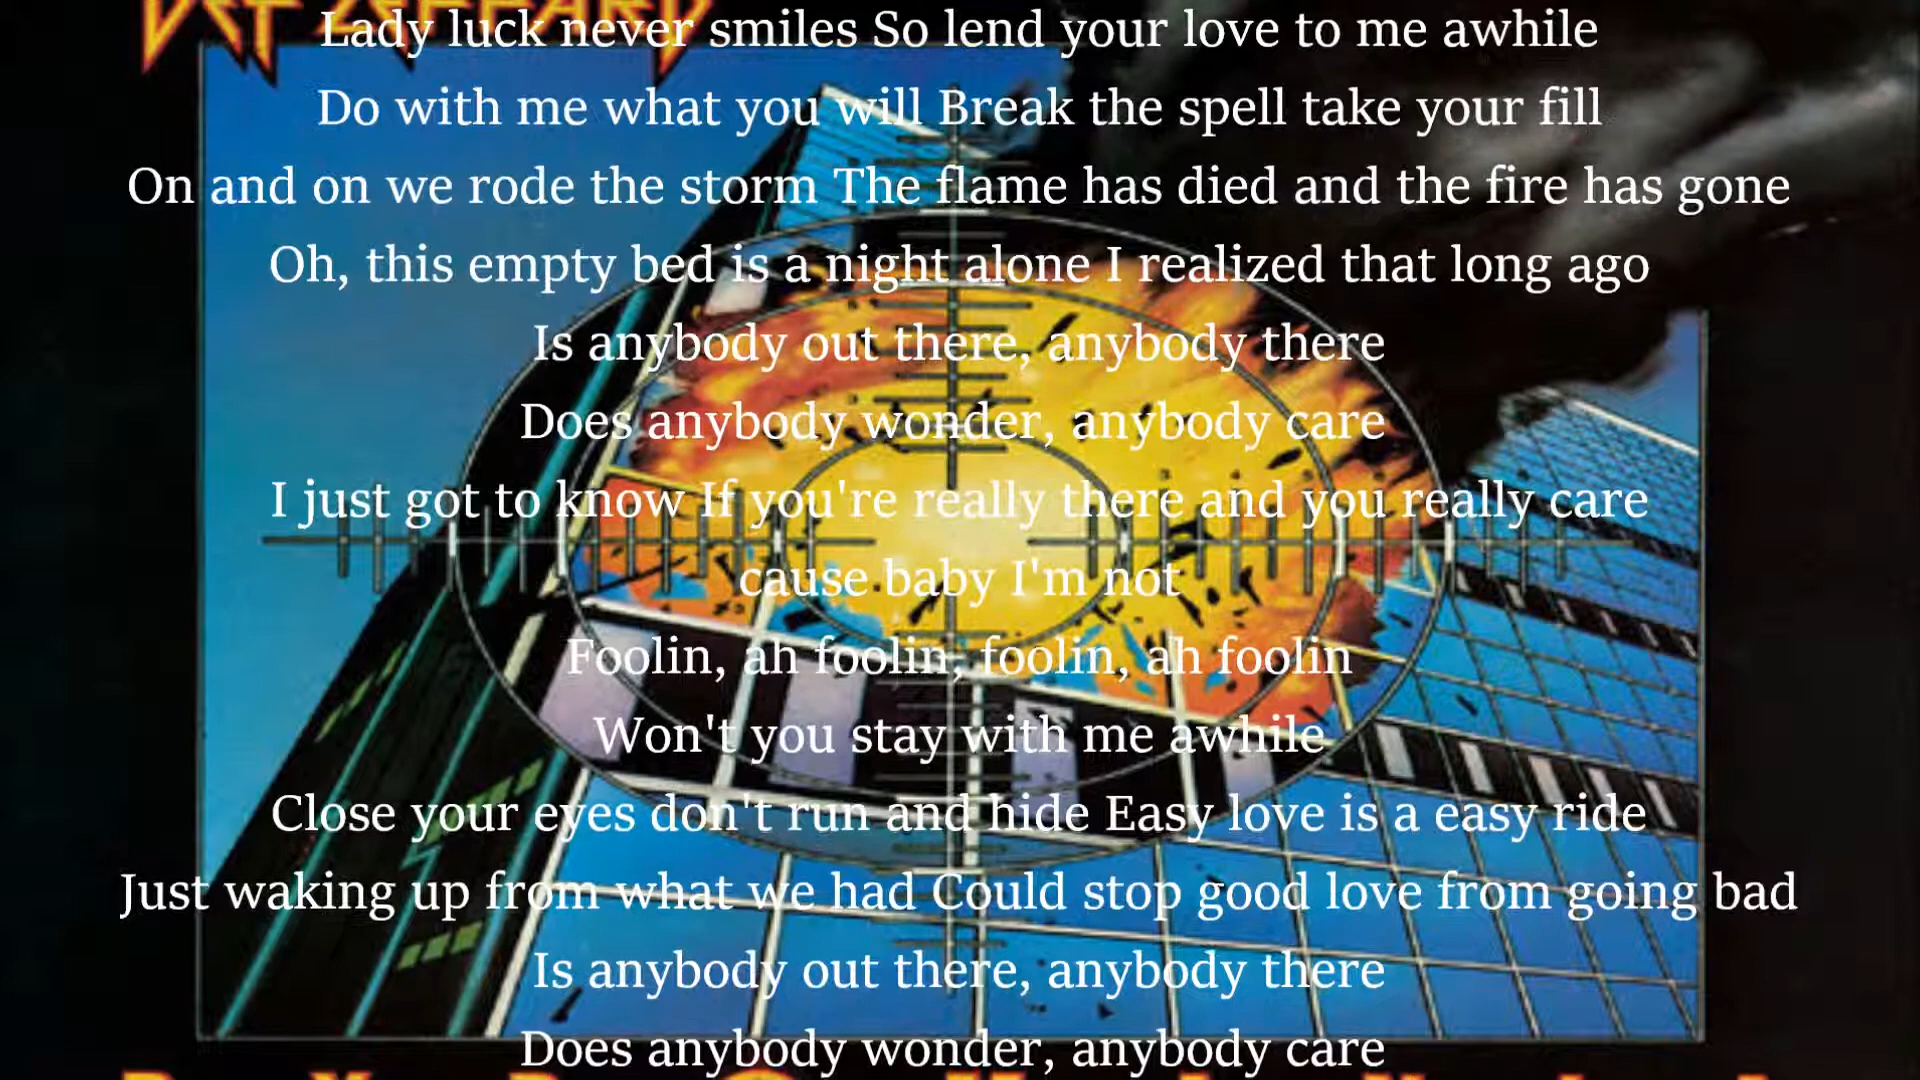 DEF LEPPARD
Lady luck never smiles So lend your love to me awhile
Do with me what you will Break the spell take your fill
On and on we rode the storm The flame has died and the fire has gone
Oh, this empty bed is a night alone I realized that long ago
Is anybody out there, anybody there
Does anybody wonder, anybody care
I just got to know If you're really there and you really care
cause baby I'm not
Foolin, ah foolin, foolin, ah foolin
Won't you stay with me awhile
Close your eyes don't run and hide Easy love is a easy ride
Just waking up from what we had Could stop good love from going bad
Is anybody out there, anybody there
Does anybody wonder, anybody care